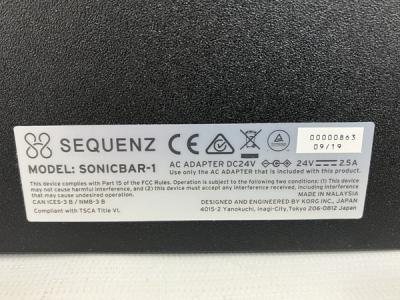 SEQUENZ CE
00000863
09/19
MODEL: SONICBAR-1
AC ADAPTER DC24V 24V 2.5A
Use only the AC ADAPTER that is included with this product.
This device complies with Part 15 of the FCC Rules. Operation is subject to the following two conditions: (1) This device
may not cause harmful interference, and (2) this device must accept any interference received, including interference
that may cause undesired operation.
MADE IN MALAYSIA
CAN ICES-3 B / NMB-3 B
DESIGNED AND ENGINEERED BY KORG INC., JAPAN
Compliant with TSCA Title VI.
4015-2 Yanokuchi, Inagi-City, Tokyo 206-0812 JAPAN